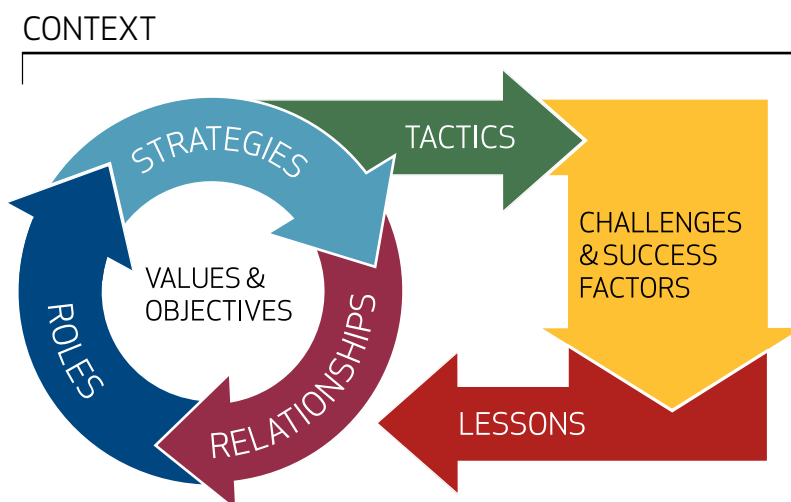 CONTEXT
STRATEGIES
TACTICS
CHALLENGES
& SUCCESS
FACTORS
VALUES &
OBJECTIVES
ROLES
RELATIONSHIPS
LESSONS